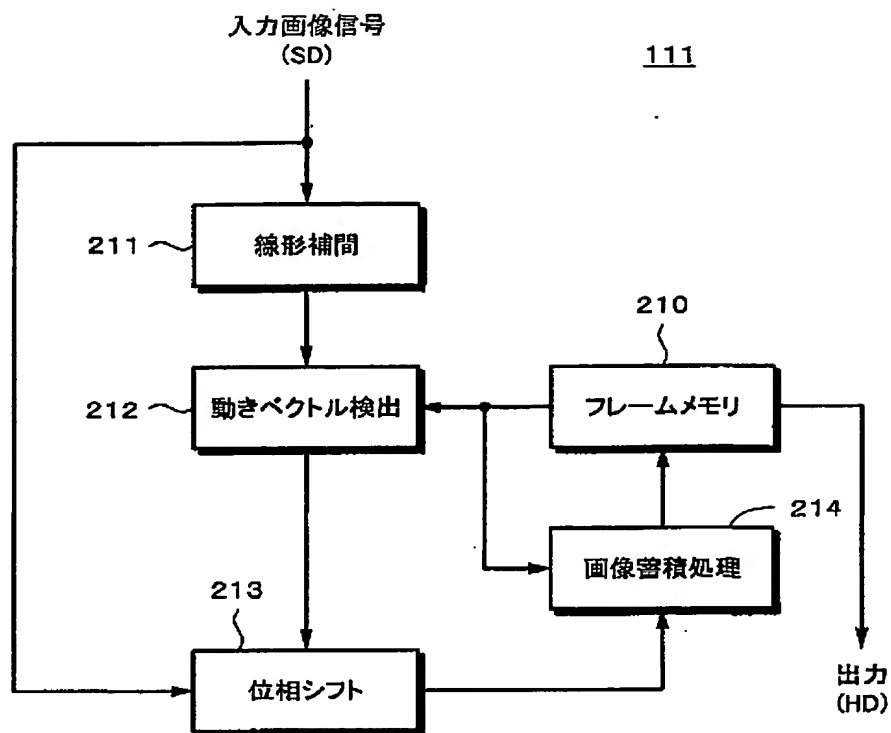 入力画像信号
(SD)
111
211
線形補間
210
212
動きベクトル検出
フレームメモリ
214
画像蓄積処理
213
位相シフト
出力
(HD)